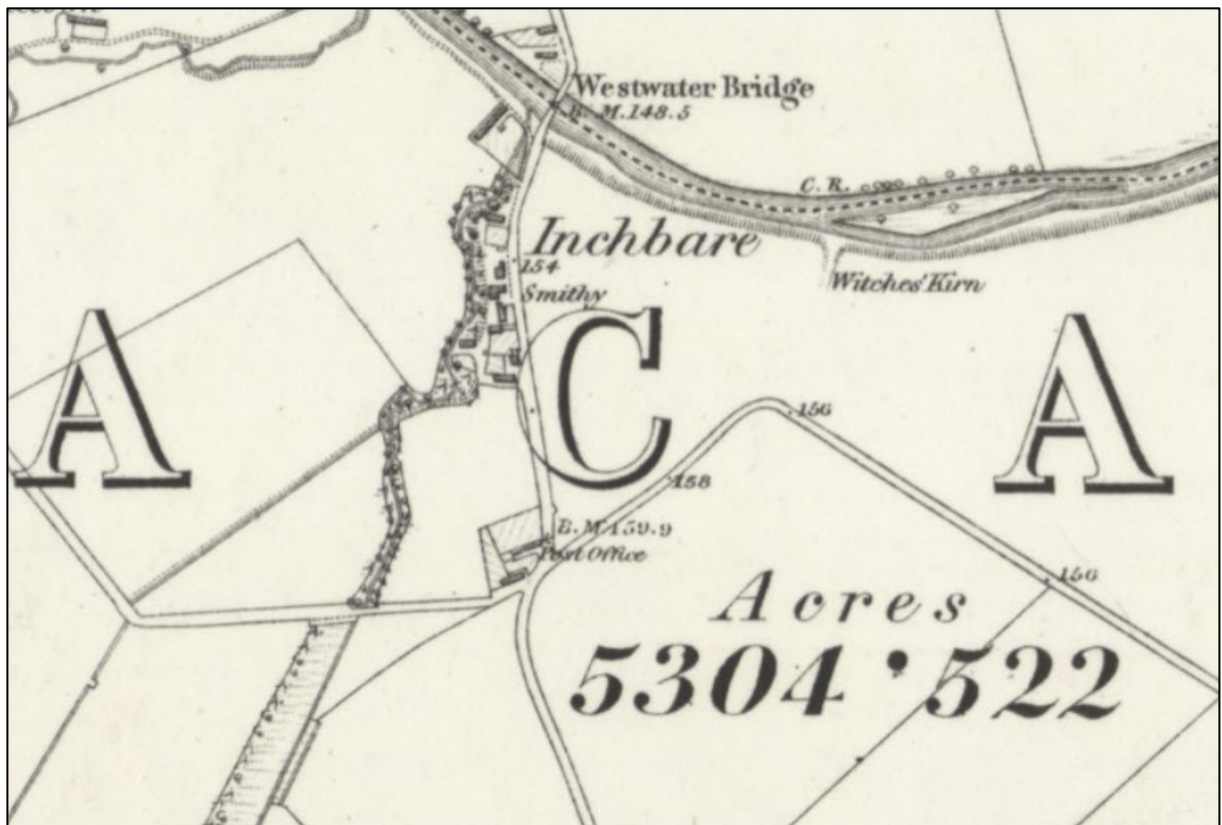 Westwater Bridge
B. M. 148.5
C. R.
Inchbare
154
Witches' Kirn
Smithy
A C A
156
158
B. M. 159.9
Post Office
156
Acres
5304.522